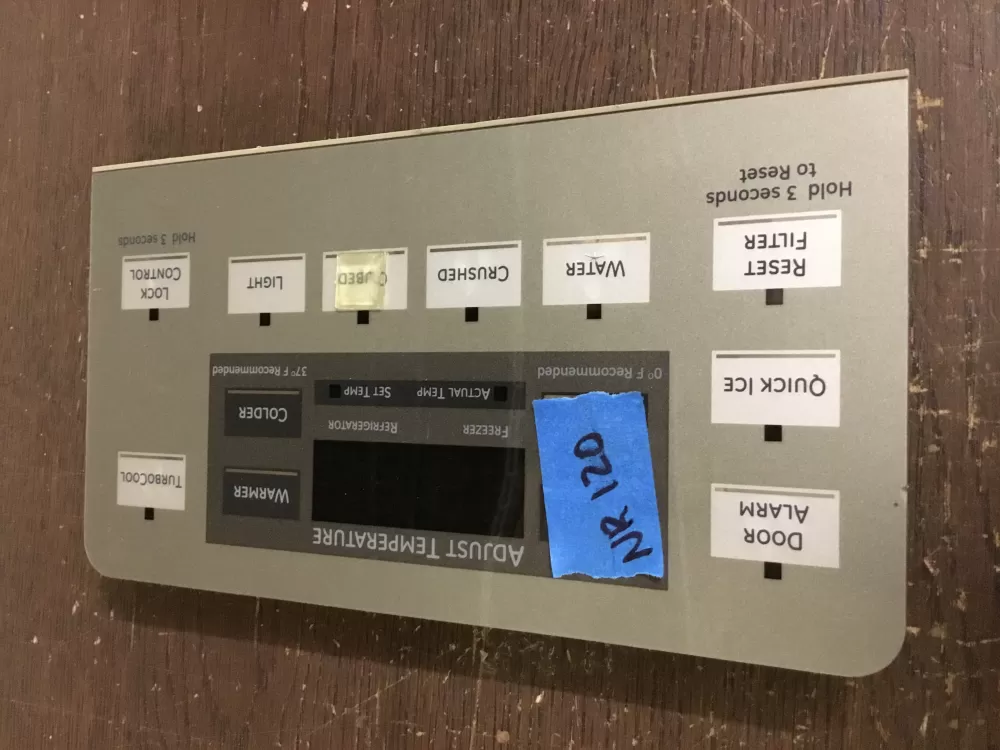 DOOR
ALARM
QUICK ICE
RESET
FILTER
Hold 3 seconds
to Reset
NR 120
0° F Recommended
ADJUST TEMPERATURE
FREEZER
REFRIGERATOR
ACTUAL TEMP
SET TEMP
WARMER
COLDER
37° F Recommended
TURBOCOOL
WATER
CRUSHED
CUBED
LIGHT
LOCK
CONTROL
Hold 3 seconds